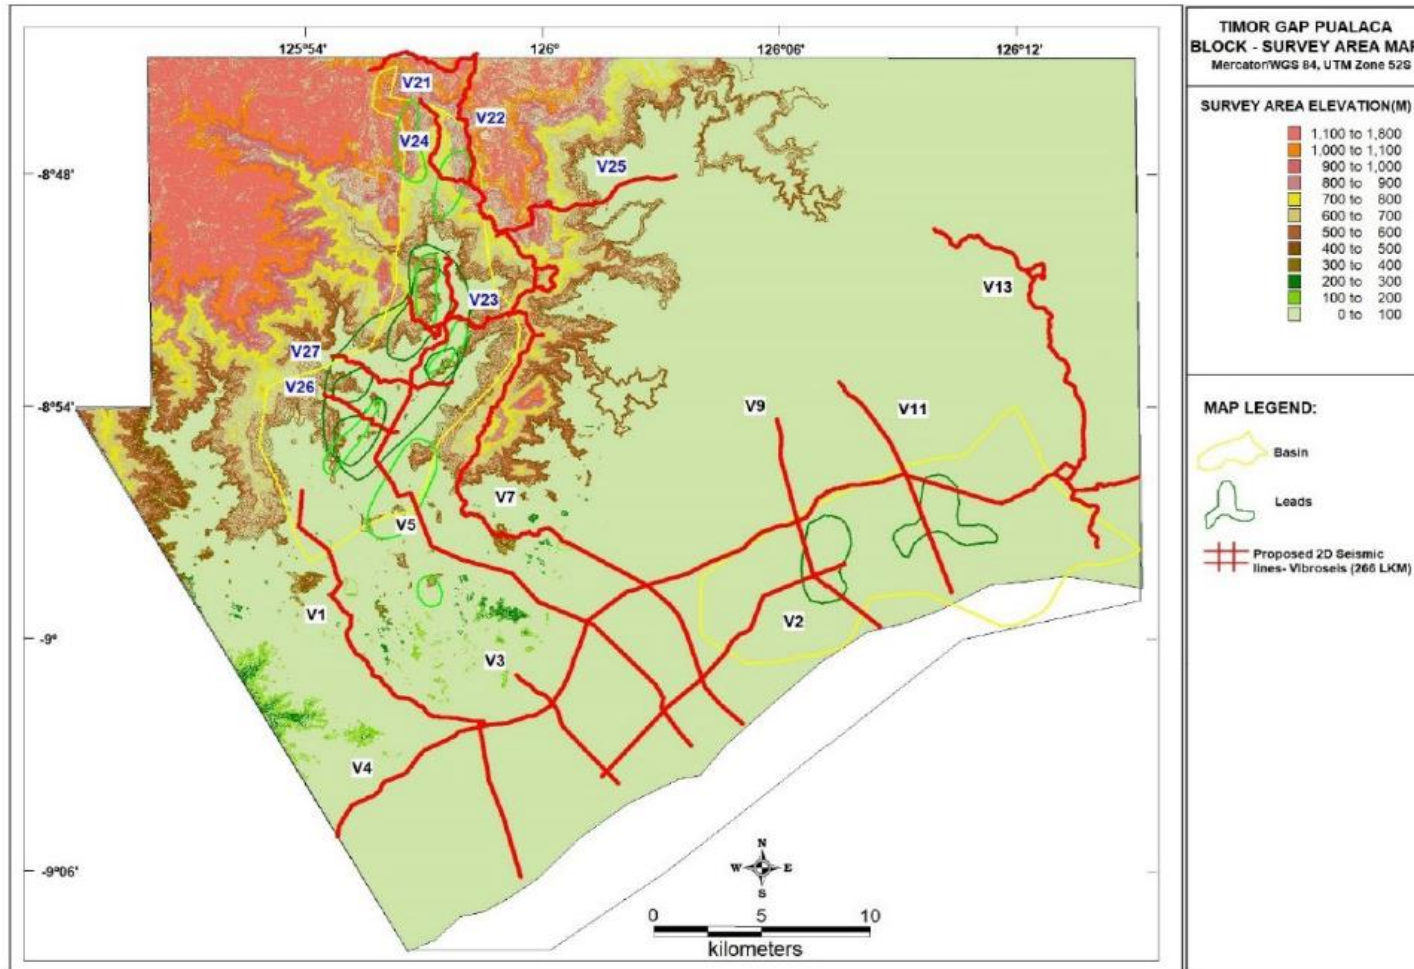 TIMOR GAP PUALACA
BLOCK - SURVEY AREA MAP
Mercator/WGS 84, UTM Zone 52S
SURVEY AREA ELEVATION(M)
1,100 to 1,800
1,000 to 1,100
900 to 1,000
800 to 900
700 to 800
600 to 700
500 to 600
400 to 500
300 to 400
200 to 300
100 to 200
0 to 100
MAP LEGEND:
Basin
Leads
Proposed 2D Seismic
lines- Vibroseis (266 LKM)
125°54'
126°
126°06'
126°12'
-8°48'
-8°54'
-9°
-9°06'
V21
V22
V24
V25
V13
V23
V27
V26
V9
V11
V7
V5
V1
V2
V3
V4
N
W
E
S
0 5 10
kilometers